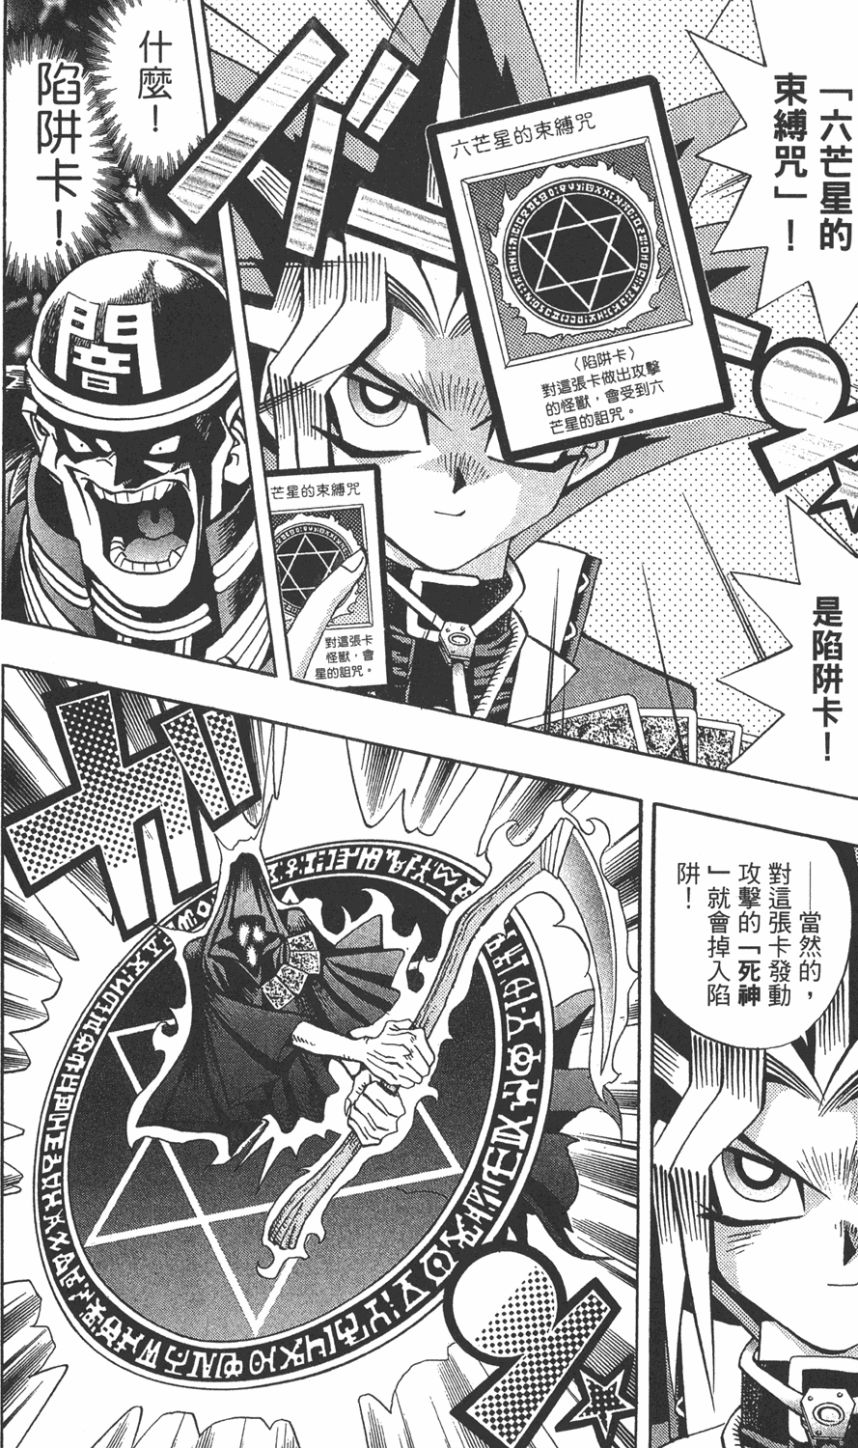 「六芒星的
束縛咒」！
六芒星的束縛咒
〈陷阱卡〉
對這張卡做出攻擊
的怪獸，會受到六
芒星的詛咒。
是陷阱卡！
芒星的束縛咒
對這張卡
怪獸，會
星的詛咒。
什麼！
陷阱卡！
闇
——當然的，
對這張卡發動
攻擊的「死神
」就會掉入陷
阱！
ガ